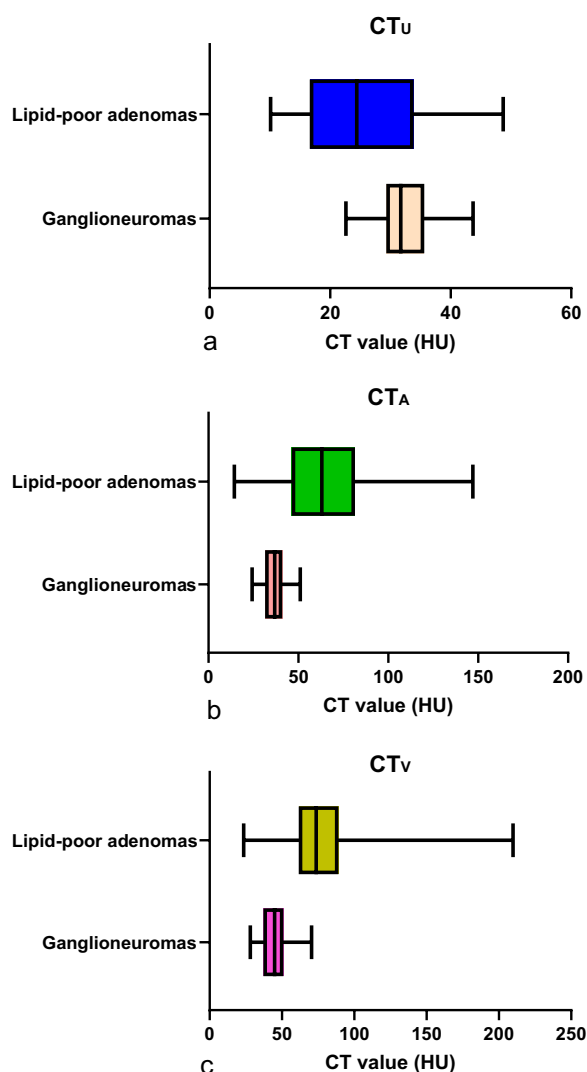 CTU
Lipid-poor adenomas
Ganglioneuromas
0 20 40 60
CT value (HU)
a
CTA
Lipid-poor adenomas
Ganglioneuromas
0 50 100 150 200
CT value (HU)
b
CTV
Lipid-poor adenomas
Ganglioneuromas
0 50 100 150 200 250
CT value (HU)
c